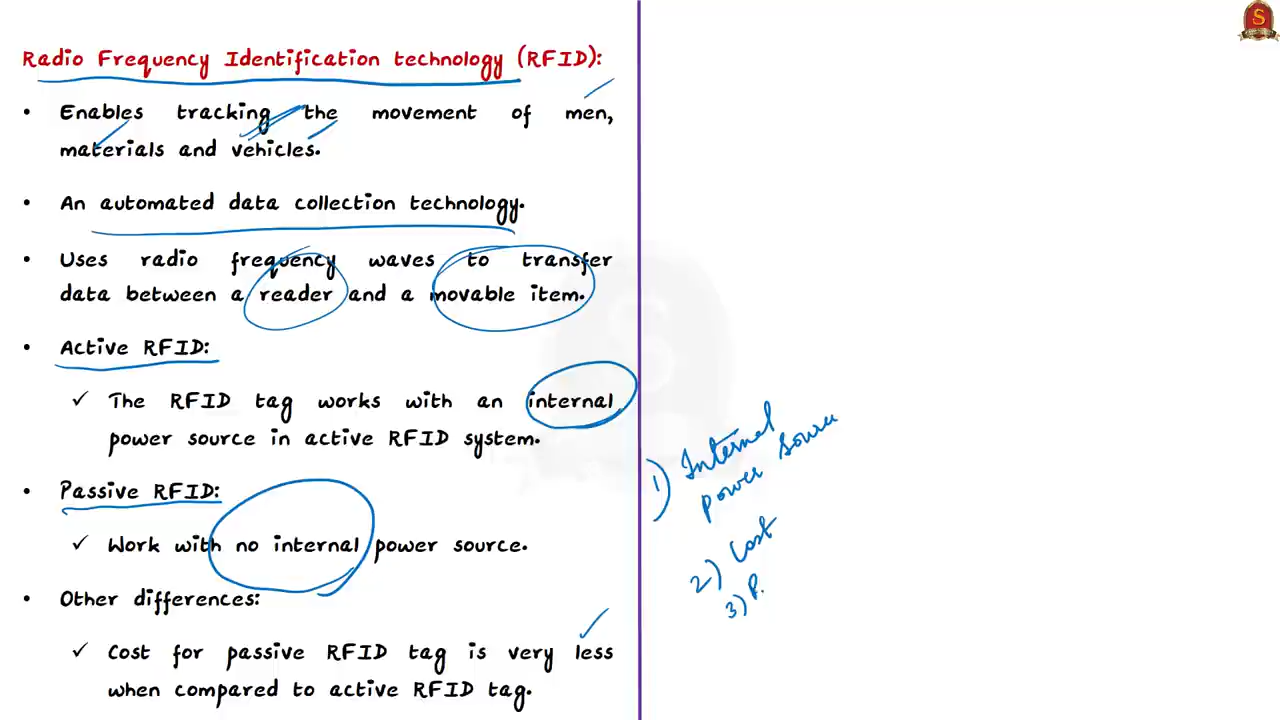 Radio Frequency Identification technology (RFID):
• Enables tracking the movement of men,
materials and vehicles.
• An automated data collection technology.
• Uses radio frequency waves to transfer
data between a reader and a movable item.
• Active RFID:
✓ The RFID tag works with an internal
power source in active RFID system.
• Passive RFID:
✓ Work with no internal power source.
• Other differences:
✓ Cost for passive RFID tag is very less
when compared to active RFID tag.
1) Internal
power source
2) Cost
3) R
S
S